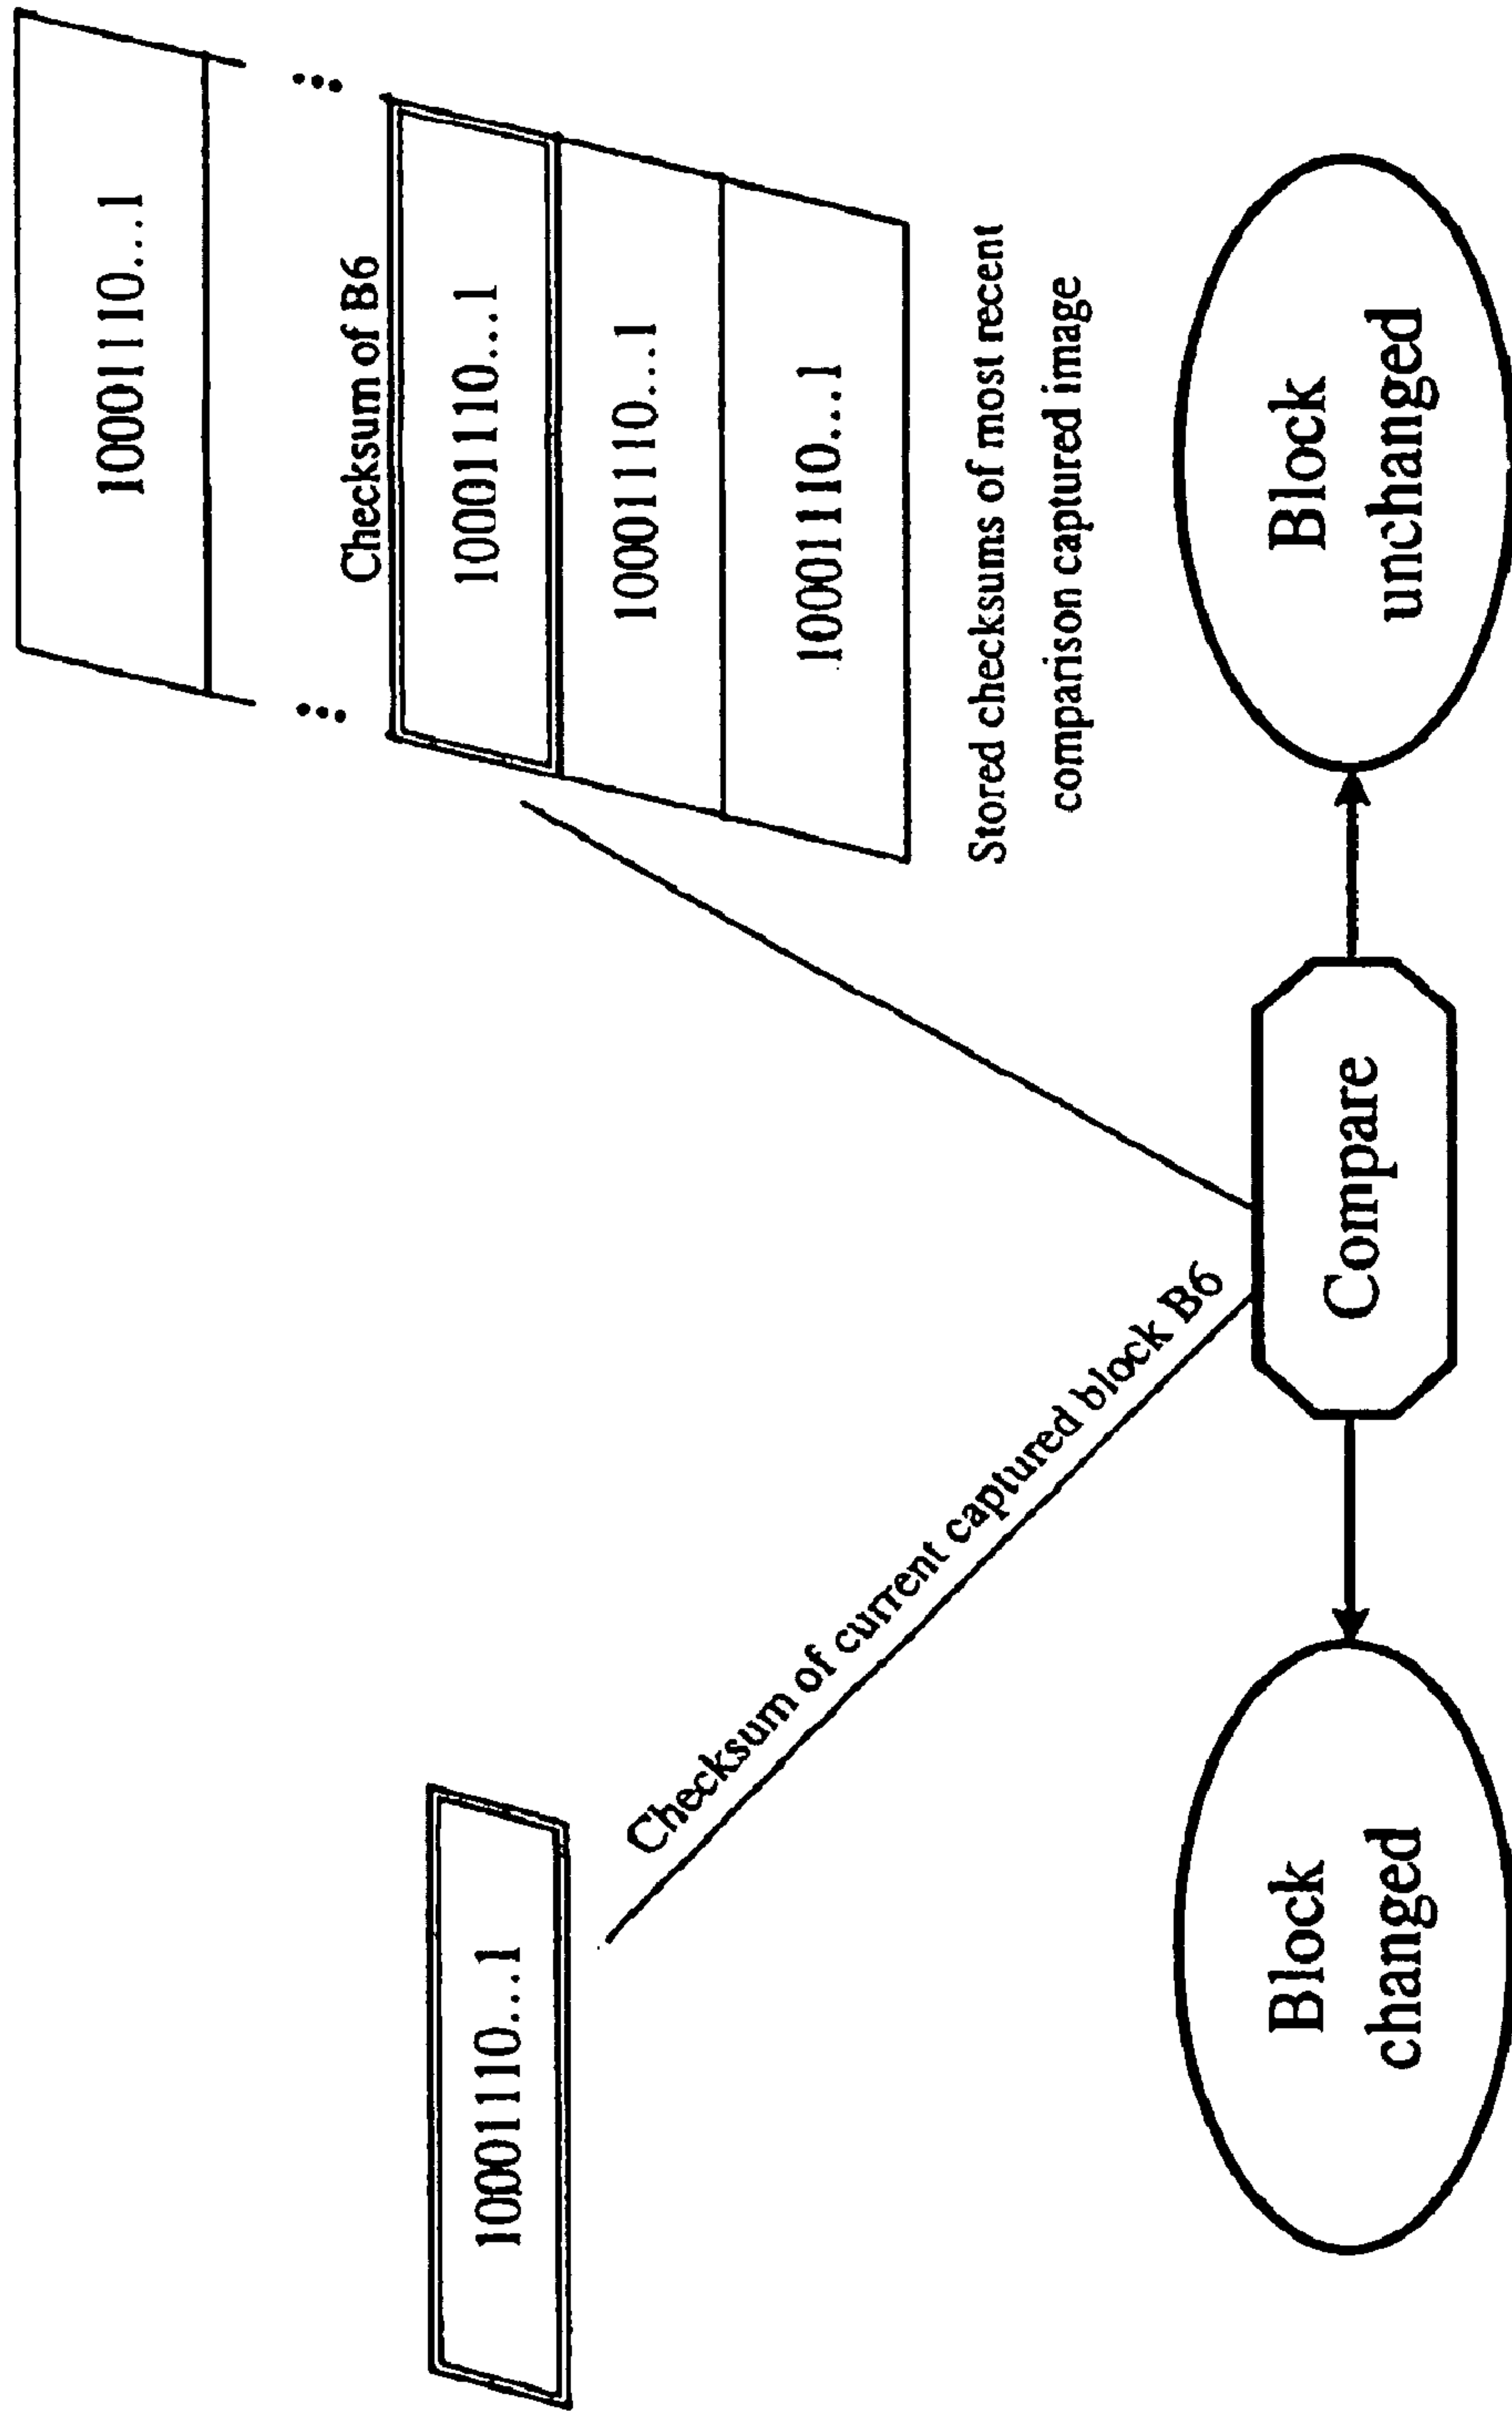 10001110...1
Checksum of B6
10001110...1
10001110...1
10001110...1
Stored checksums of most recent
comparison captured image
10001110...1
Checksum of current captured block B6
Compare
Block
changed
Block
unchanged